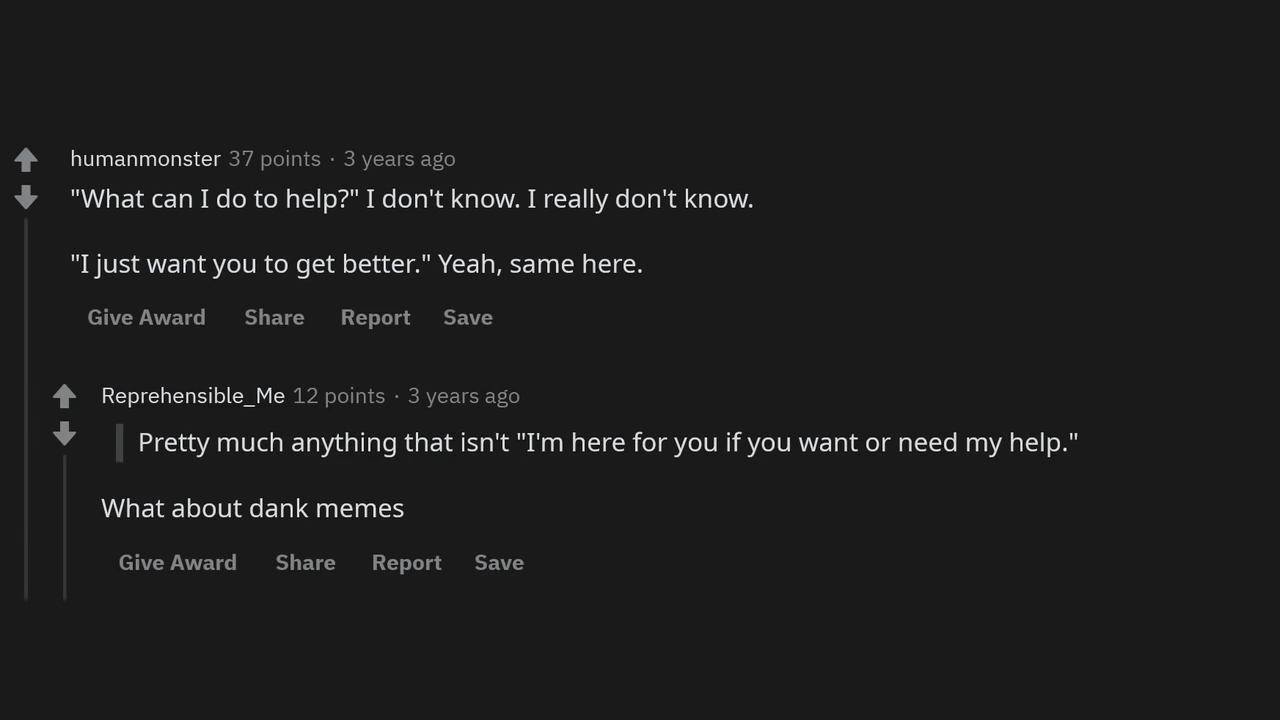 humanmonster 37 points · 3 years ago
"What can I do to help?" I don't know. I really don't know.
"I just want you to get better." Yeah, same here.
Give Award Share Report Save
Reprehensible_Me 12 points · 3 years ago
Pretty much anything that isn't "I'm here for you if you want or need my help."
What about dank memes
Give Award Share Report Save